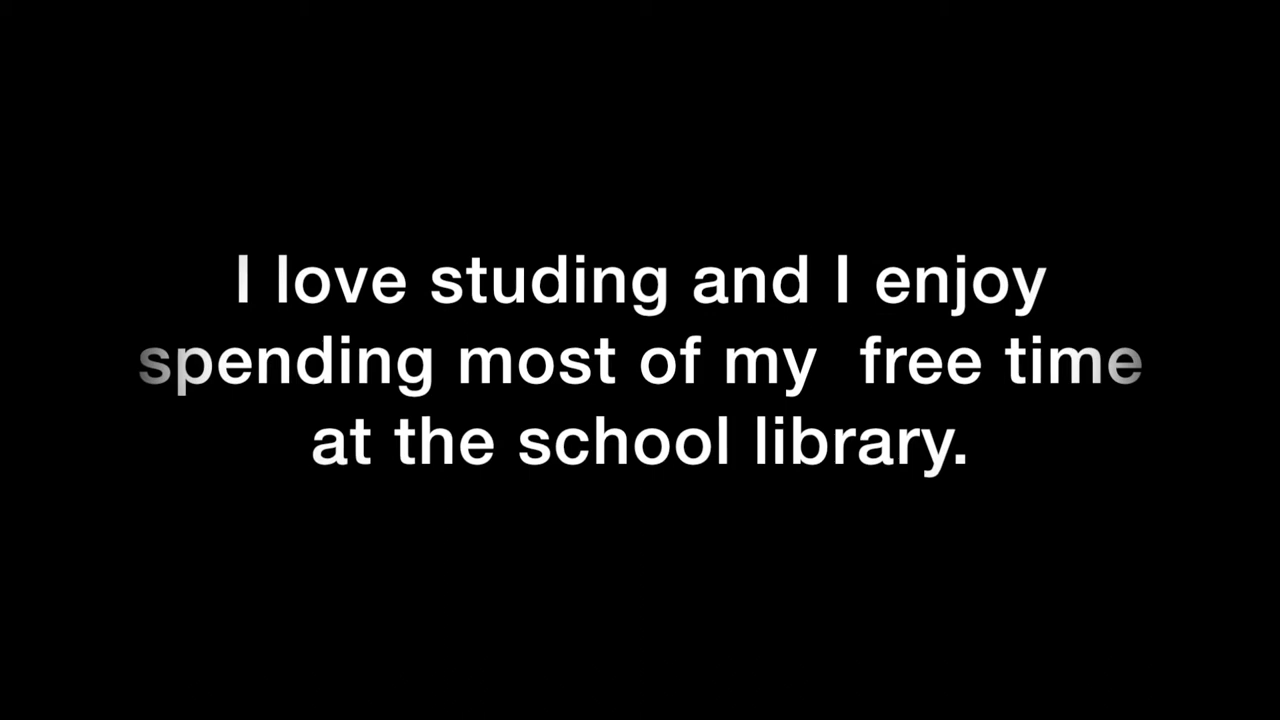 I love studing and I enjoy
spending most of my  free time
at the school library.